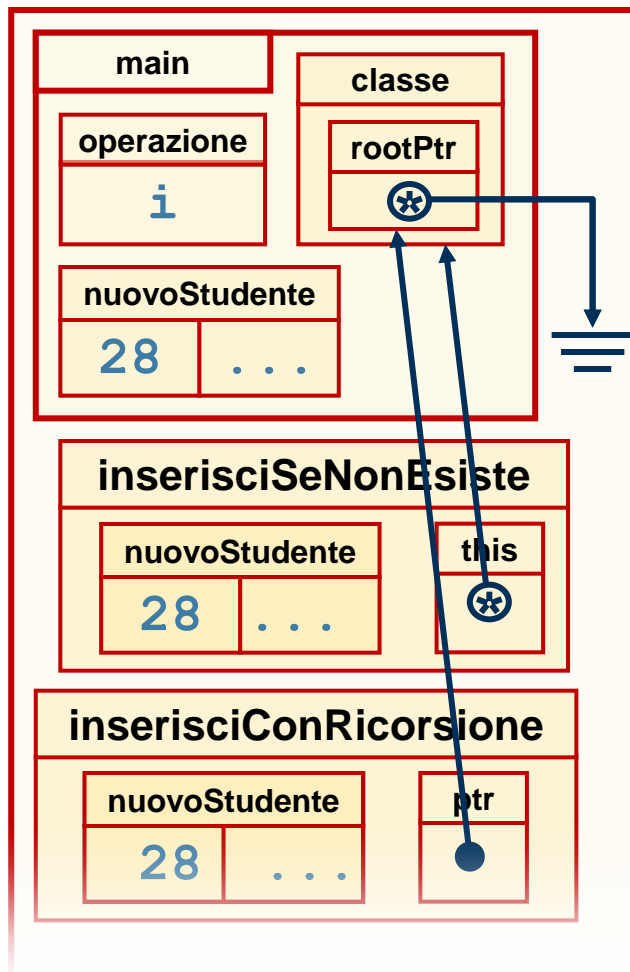 main
classe
operazione
rootPtr
i
*
nuovoStudente
28 ...
inserisciSeNonEsiste
nuovoStudente this
28 ... *
inserisciConRicorsione
nuovoStudente ptr
28 ...